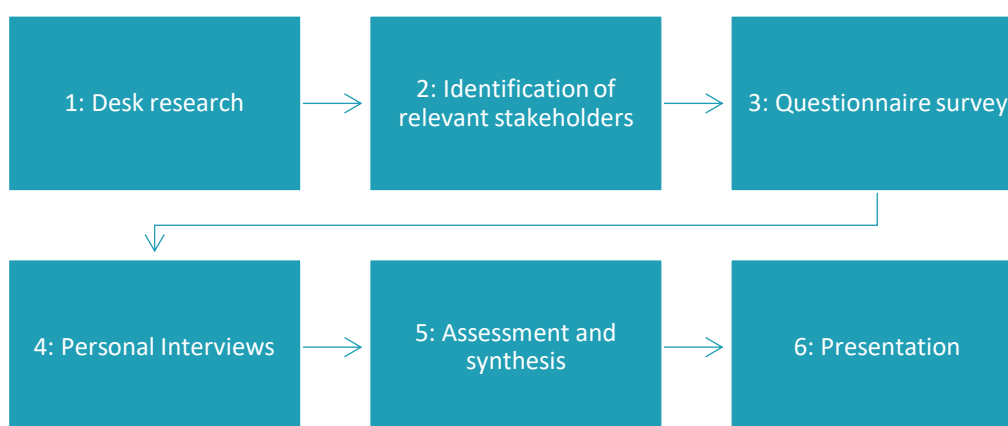 1: Desk research
2: Identification of
relevant stakeholders
3: Questionnaire survey
4: Personal Interviews
5: Assessment and
synthesis
6: Presentation